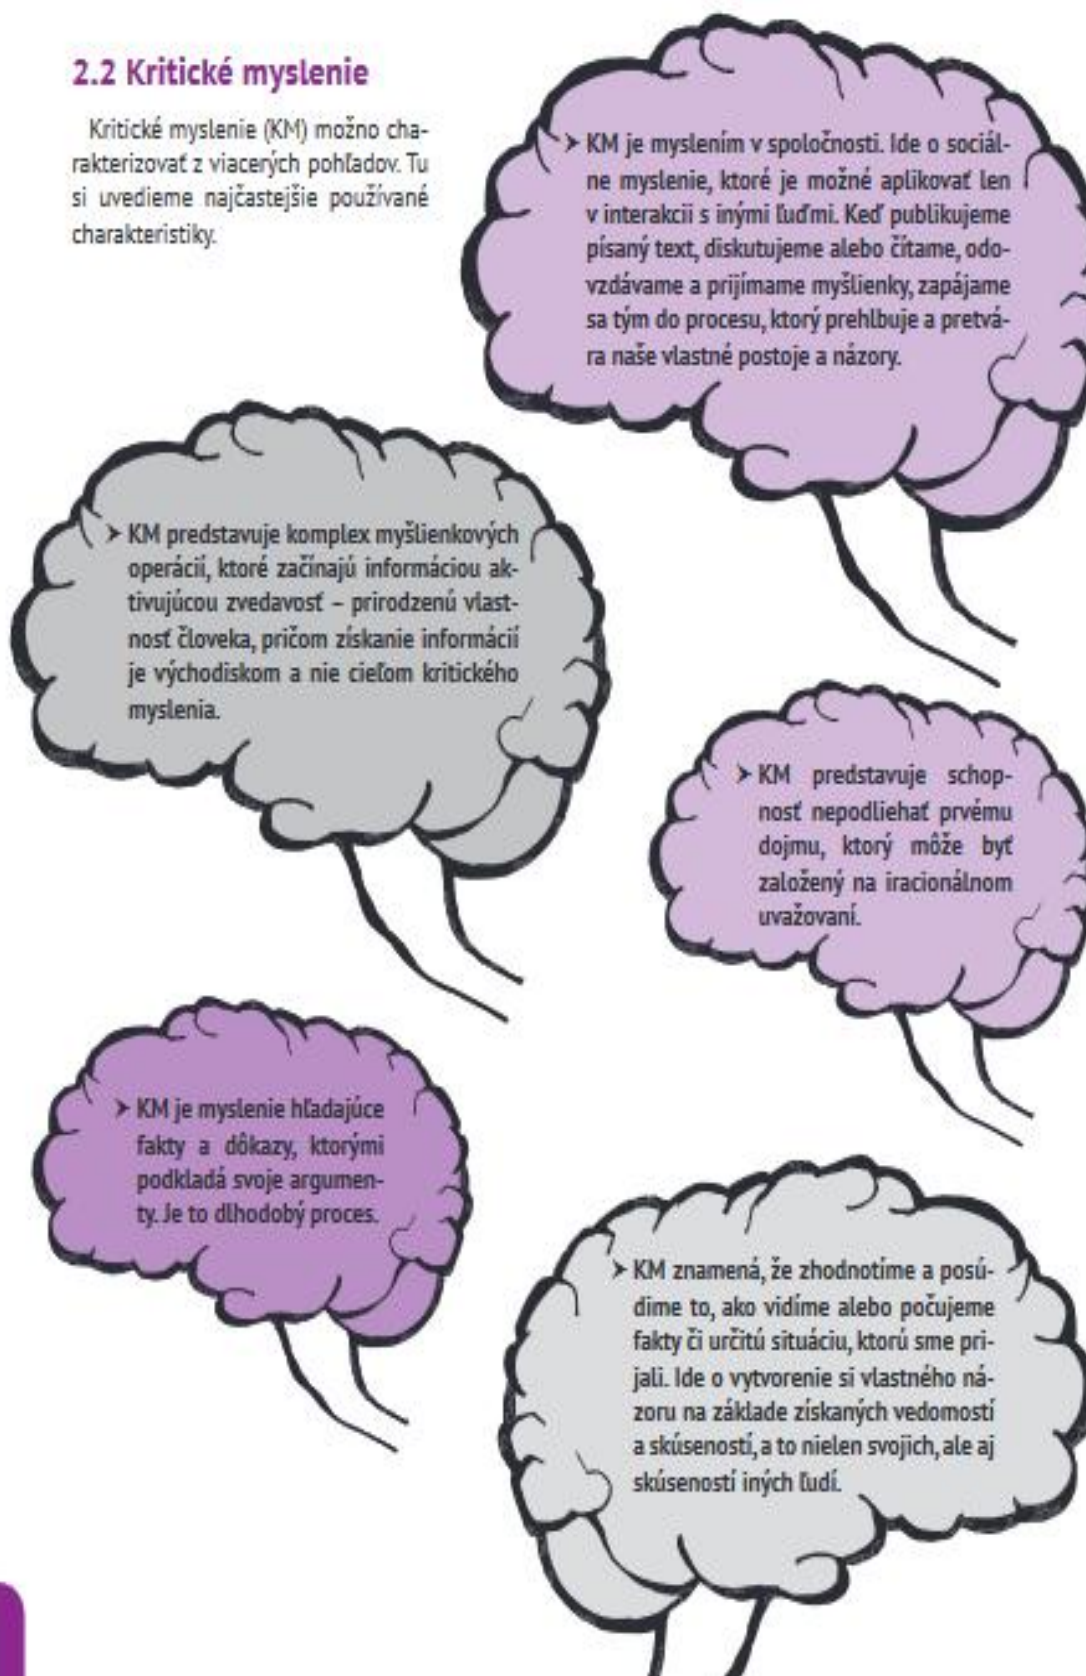 2.2 Kritické myslenie
Kritické myslenie (KM) možno cha-
rakterizovať z viacerých pohľadov. Tu
si uvedieme najčastejšie používané
charakteristiky.
➤ KM je myslením v spoločnosti. Ide o sociál-
ne myslenie, ktoré je možné aplikovať len
v interakcii s inými ľuďmi. Keď publikujeme
písaný text, diskutujeme alebo čítame, odo-
vzdávame a prijímame myšlienky, zapájame
sa tým do procesu, ktorý prehlbuje a pretvá-
ra naše vlastné postoje a názory.
➤ KM predstavuje komplex myšlienkových
operácií, ktoré začínajú informáciou ak-
tivujúcou zvedavosť – prirodzenú vlast-
nosť človeka, pričom získanie informácií
je východiskom a nie cieľom kritického
myslenia.
➤ KM predstavuje schop-
nosť nepodliehať prvému
dojmu, ktorý môže byť
založený na iracionálnom
uvažovaní.
➤ KM je myslenie hľadajúce
fakty a dôkazy, ktorými
podkladá svoje argumen-
ty. Je to dlhodobý proces.
➤ KM znamená, že zhodnotíme a posú-
dime to, ako vidíme alebo počujeme
fakty či určitú situáciu, ktorú sme pri-
jali. Ide o vytvorenie si vlastného ná-
zoru na základe získaných vedomostí
a skúseností, a to nielen svojich, ale aj
skúseností iných ľudí.